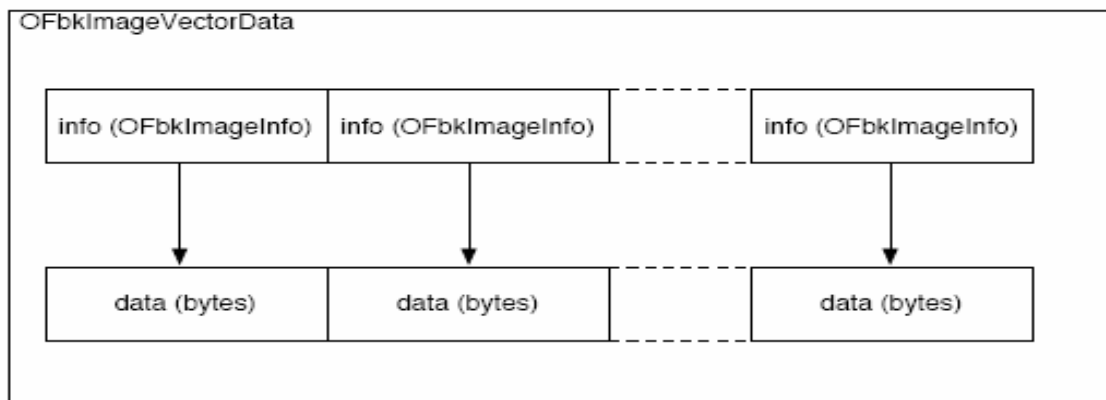 OFbkImageVectorData
info (OFbkImageInfo) info (OFbkImageInfo) info (OFbkImageInfo)
data (bytes) data (bytes) data (bytes)